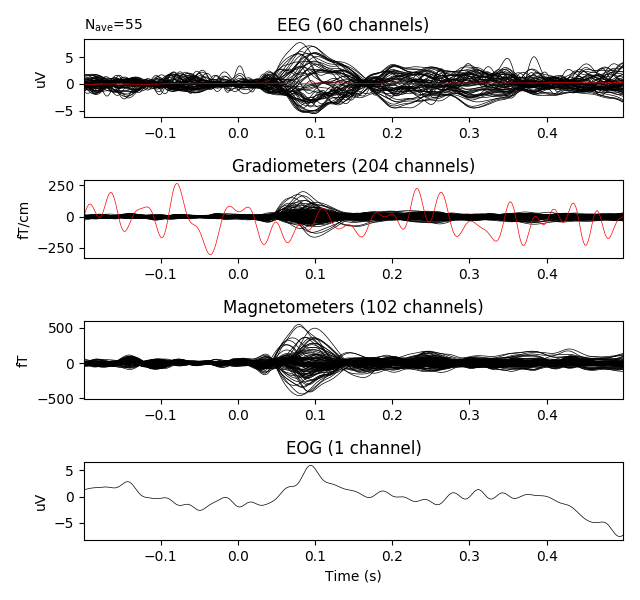 N_ave=55
EEG (60 channels)
5
0
−5
uV
−0.1 0.0 0.1 0.2 0.3 0.4
Gradiometers (204 channels)
250
0
−250
fT/cm
−0.1 0.0 0.1 0.2 0.3 0.4
Magnetometers (102 channels)
500
0
−500
fT
−0.1 0.0 0.1 0.2 0.3 0.4
EOG (1 channel)
5
0
−5
uV
−0.1 0.0 0.1 0.2 0.3 0.4
Time (s)